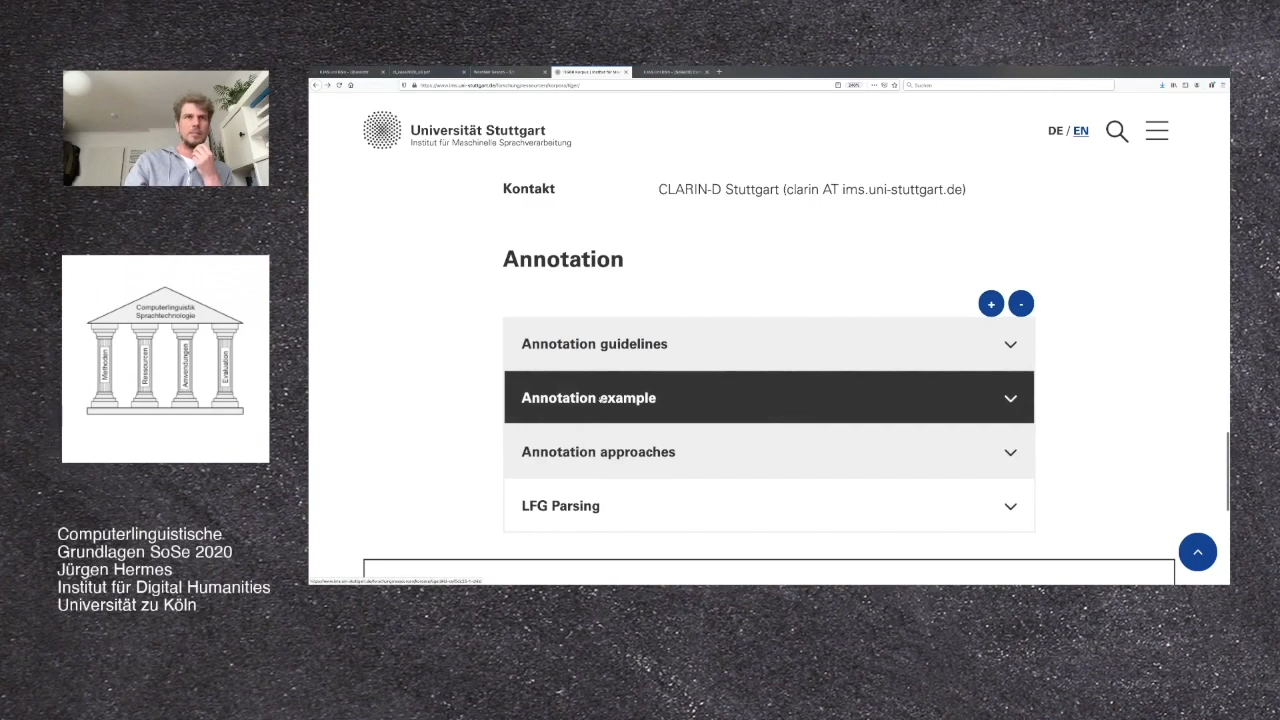 Universität Stuttgart
Institut für Maschinelle Sprachverarbeitung
DE / EN
Kontakt
CLARIN-D Stuttgart (clarin AT ims.uni-stuttgart.de)
Annotation
+ -
Annotation guidelines
Annotation example
Annotation approaches
LFG Parsing
Computerlinguistik
Sprachtechnologie
Methoden
Ressourcen
Anwendungen
Evaluation
Computerlinguistische
Grundlagen SoSe 2020
Jürgen Hermes
Institut für Digital Humanities
Universität zu Köln